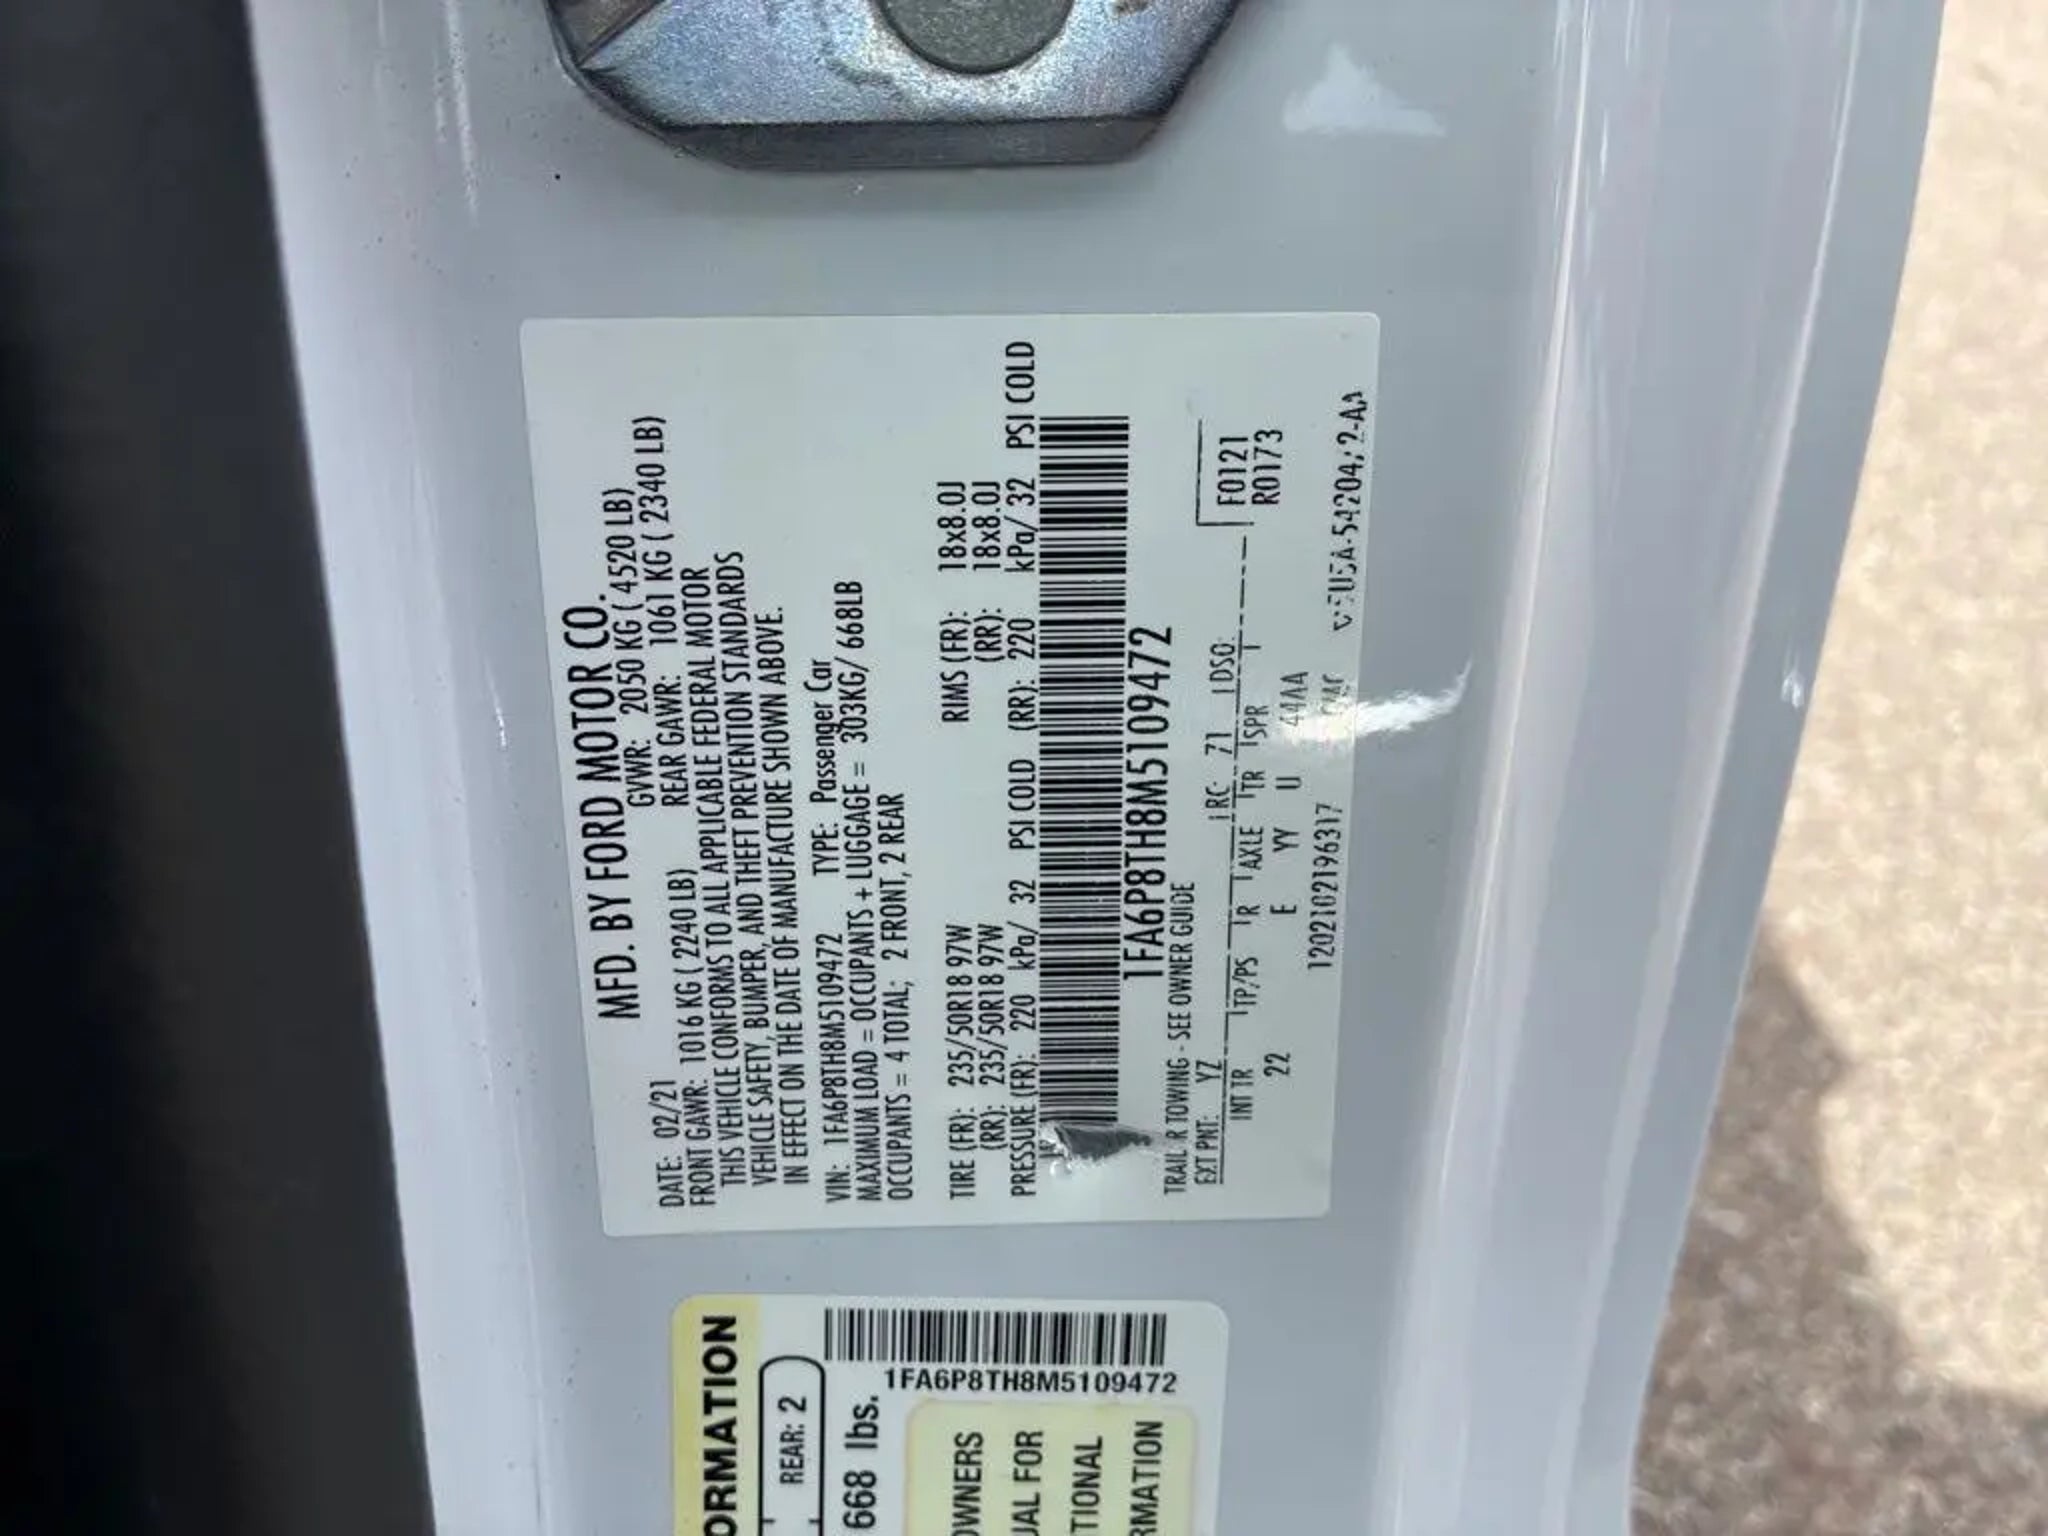 MFD. BY FORD MOTOR CO.
DATE: 02/21 GVWR: 2050 KG ( 4520 LB)
FRONT GAWR: 1016 KG ( 2240 LB) REAR GAWR: 1061 KG ( 2340 LB)
THIS VEHICLE CONFORMS TO ALL APPLICABLE FEDERAL MOTOR
VEHICLE SAFETY, BUMPER, AND THEFT PREVENTION STANDARDS
IN EFFECT ON THE DATE OF MANUFACTURE SHOWN ABOVE.
VIN: 1FA6P8TH8M5109472 TYPE: Passenger Car
MAXIMUM LOAD = OCCUPANTS + LUGGAGE = 303KG/ 668LB
OCCUPANTS = 4 TOTAL; 2 FRONT, 2 REAR
TIRE (FR): 235/50R18 97W RIMS (FR): 18x8.0J
(RR): 235/50R18 97W (RR): 18x8.0J
PRESSURE (FR): 220 kPa/ 32 PSI COLD (RR): 220 kPa/ 32 PSI COLD
1FA6P8TH8M5109472
TRAIL R TOWING - SEE OWNER GUIDE
EXT PNT: YZ RC: 71 DSO: F0121
INT TR TP/PS R AXLE TR SPR R0173
22 E YY U 44AA
1202102196317
ORMATION
REAR: 2
668 lbs.
1FA6P8TH8M5109472
OWNERS
UAL FOR
TIONAL
RMATION